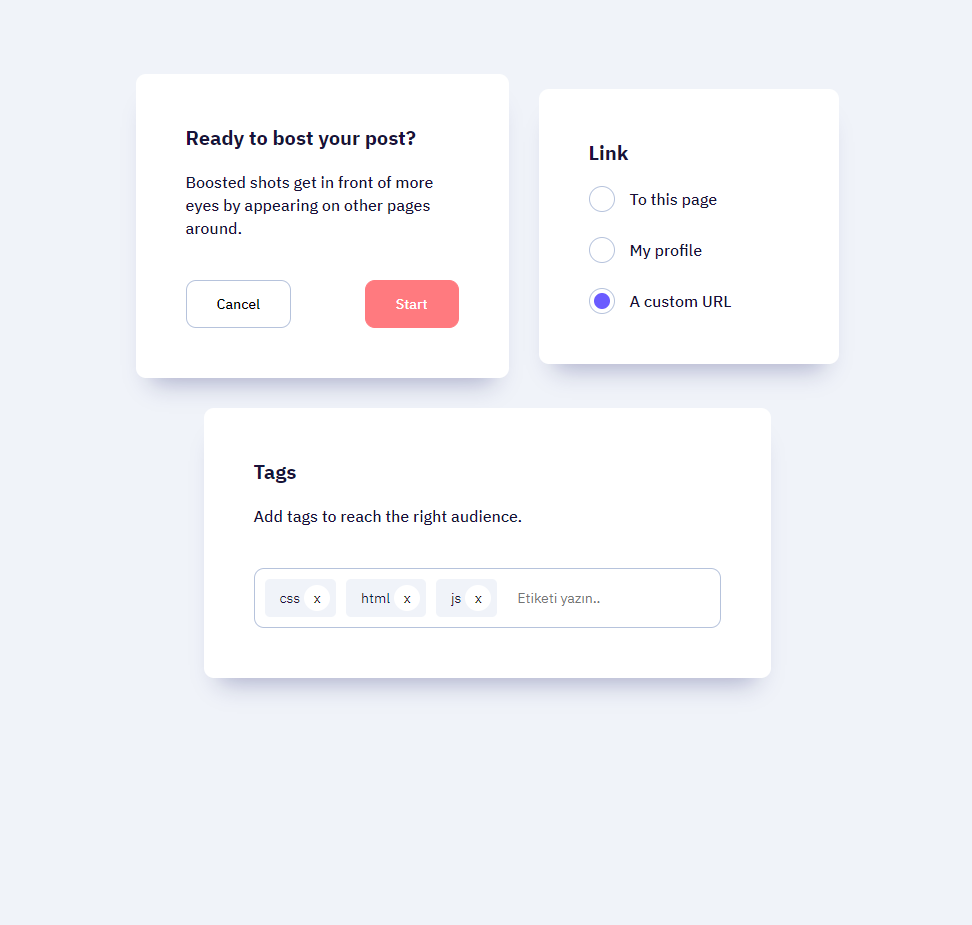 Ready to bost your post?
Boosted shots get in front of more
eyes by appearing on other pages
around.
Cancel
Start
Link
To this page
My profile
A custom URL
Tags
Add tags to reach the right audience.
css x html x js x Etiketi yazın..